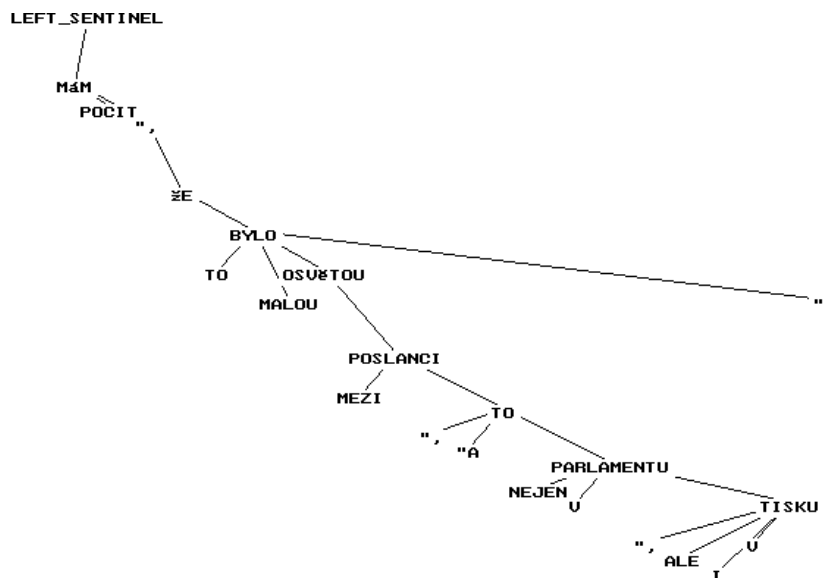 LEFT_SENTINEL
MáM
POCIT
",
žE
BYLO
TO OSVěTOU
MALOU "
POSLANCI
MEZI
TO
", "A
PARLAMENTU
NEJEN V
TISKU
", ALE I V